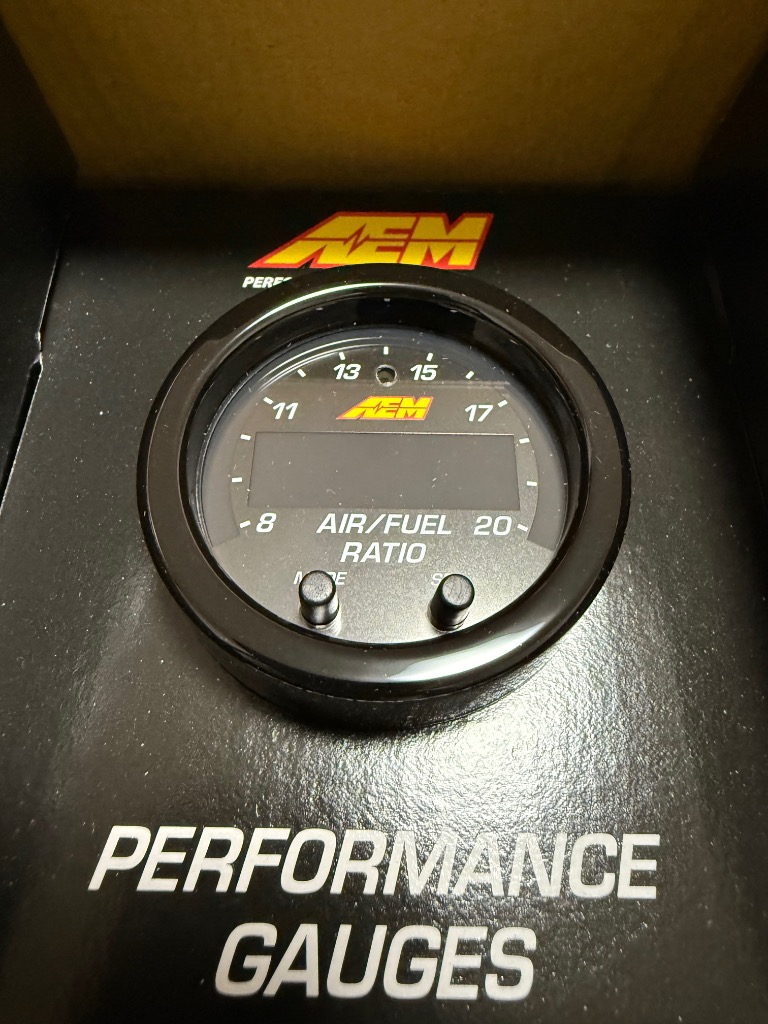 AEM
13 15
11 AEM 17
8 AIR/FUEL 20
RATIO
PERFORMANCE
GAUGES